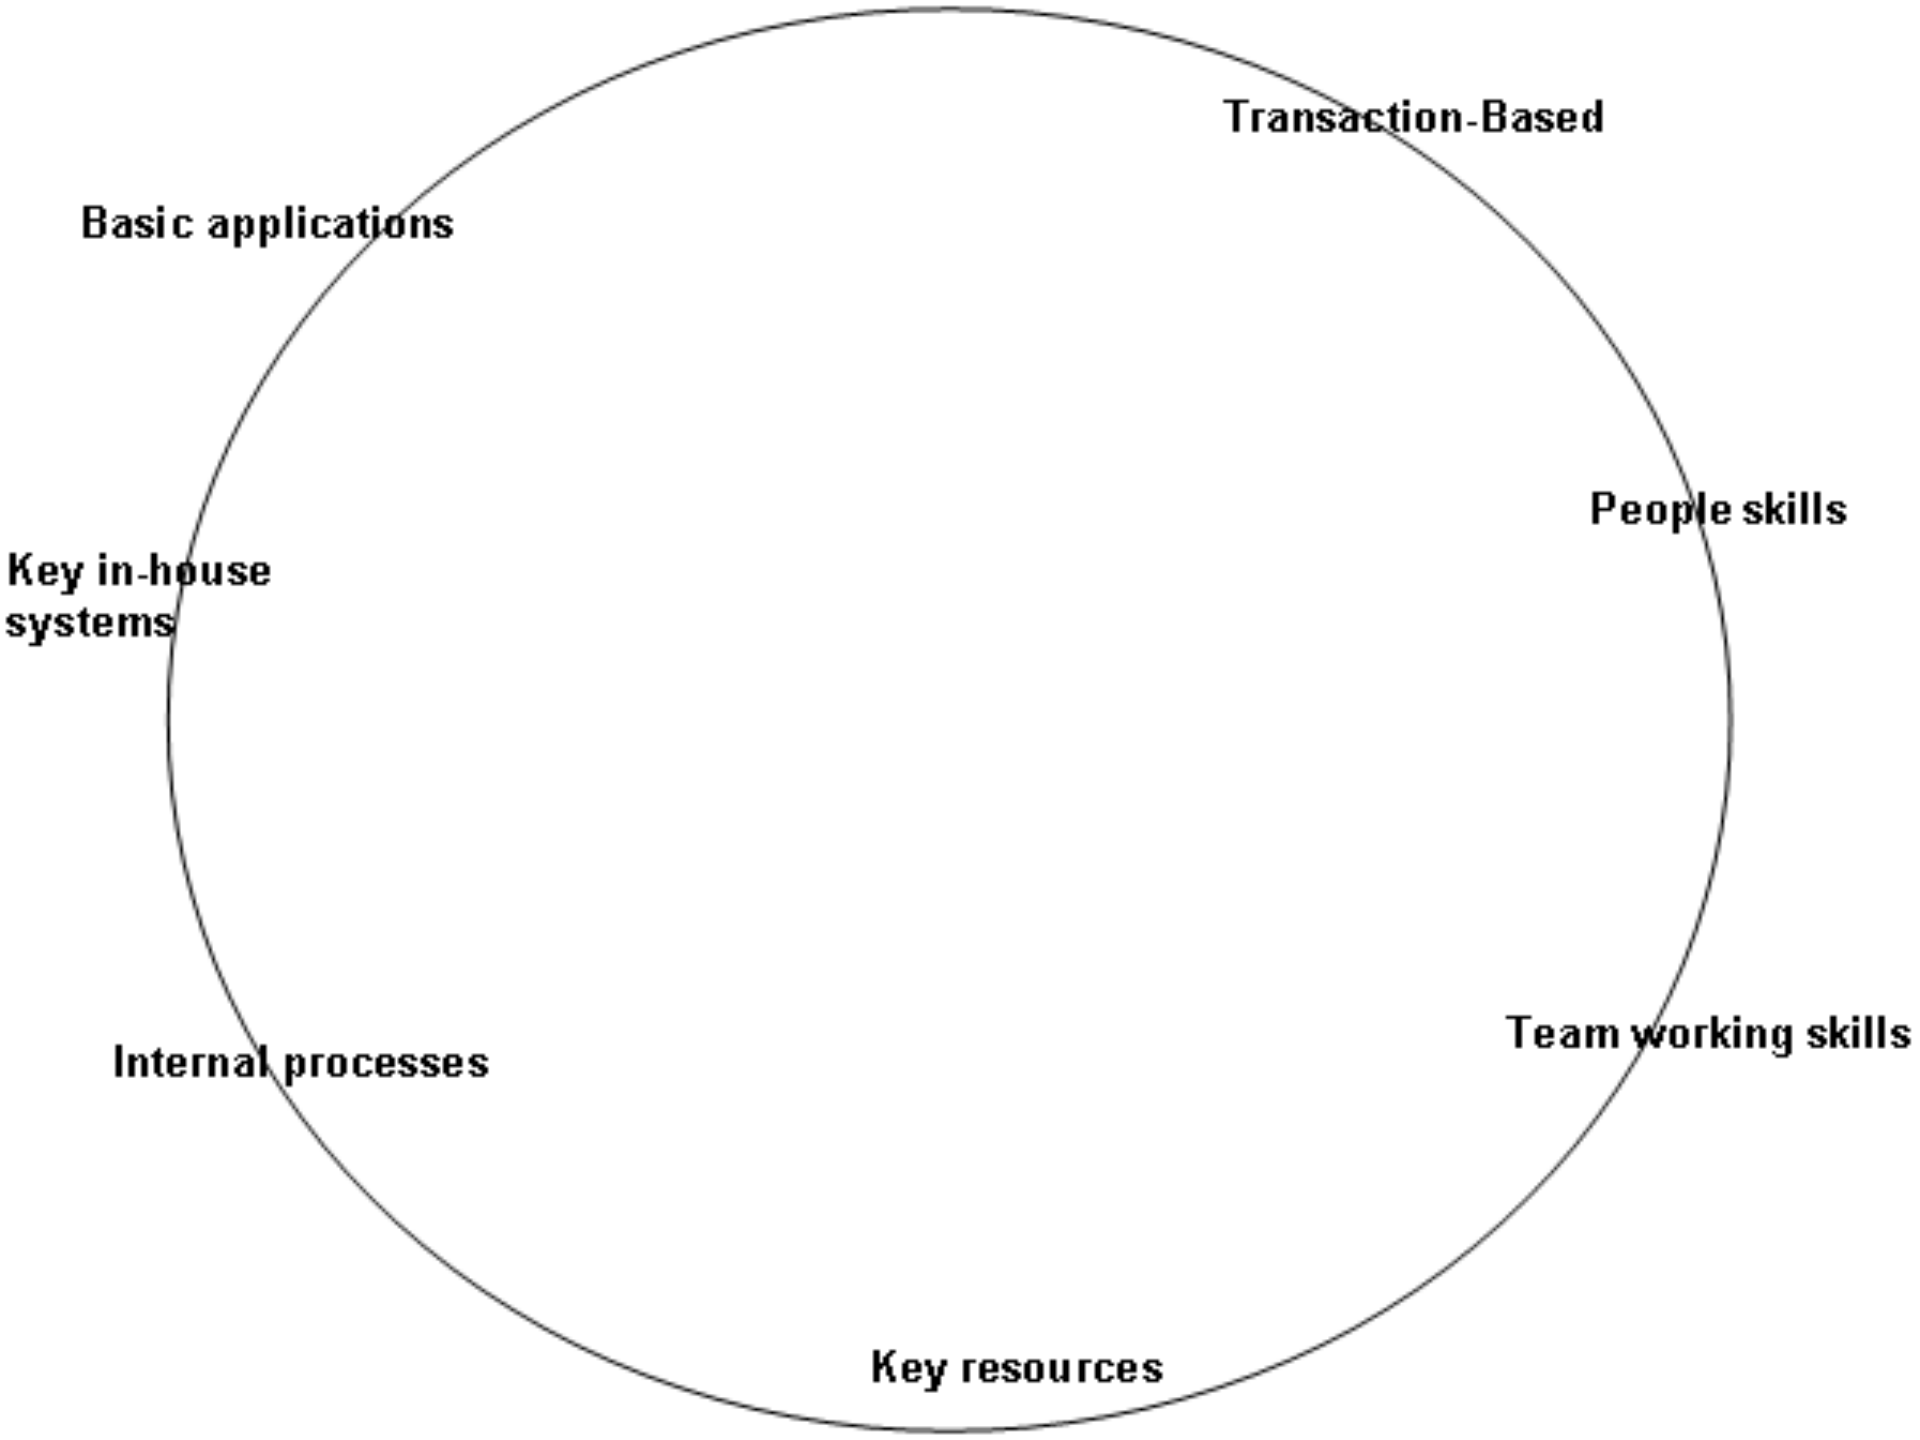 Transaction-Based
Basic applications
People skills
Key in-house
systems
Team working skills
Internal processes
Key resources